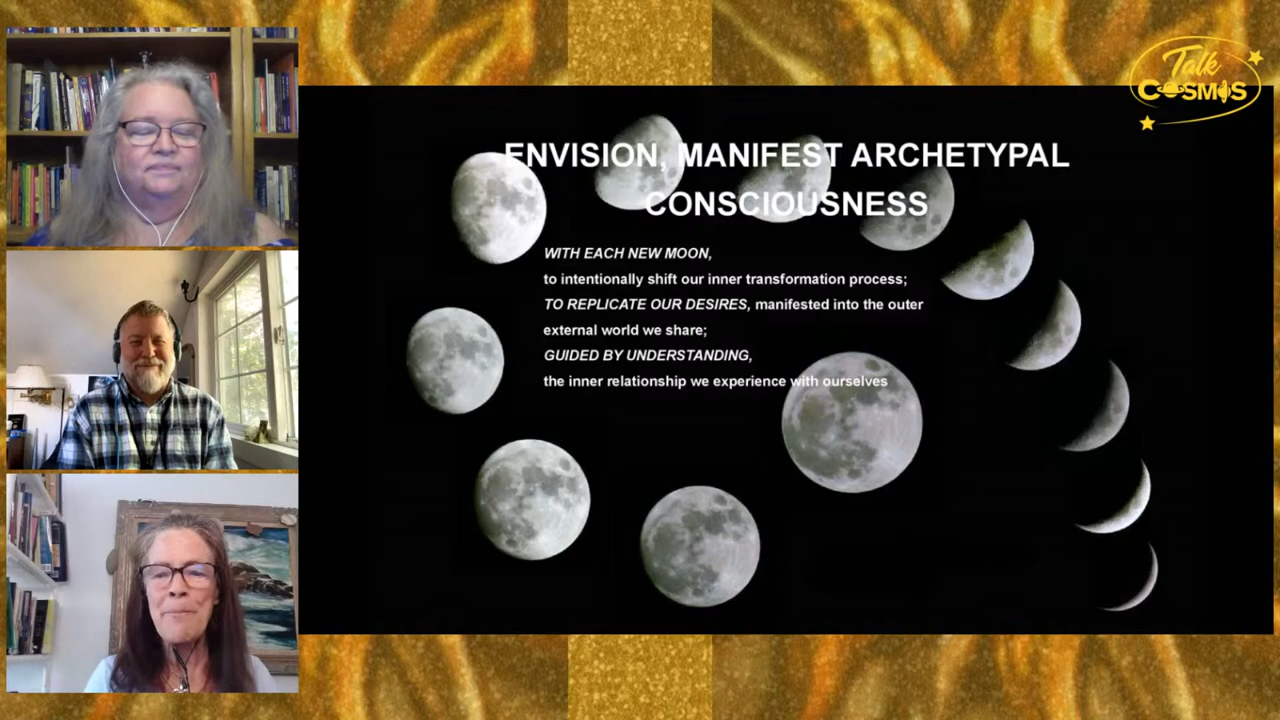 Talk
COSMOS
ENVISION, MANIFEST ARCHETYPAL
CONSCIOUSNESS
WITH EACH NEW MOON,
to intentionally shift our inner transformation process;
TO REPLICATE OUR DESIRES, manifested into the outer
external world we share;
GUIDED BY UNDERSTANDING,
the inner relationship we experience with ourselves